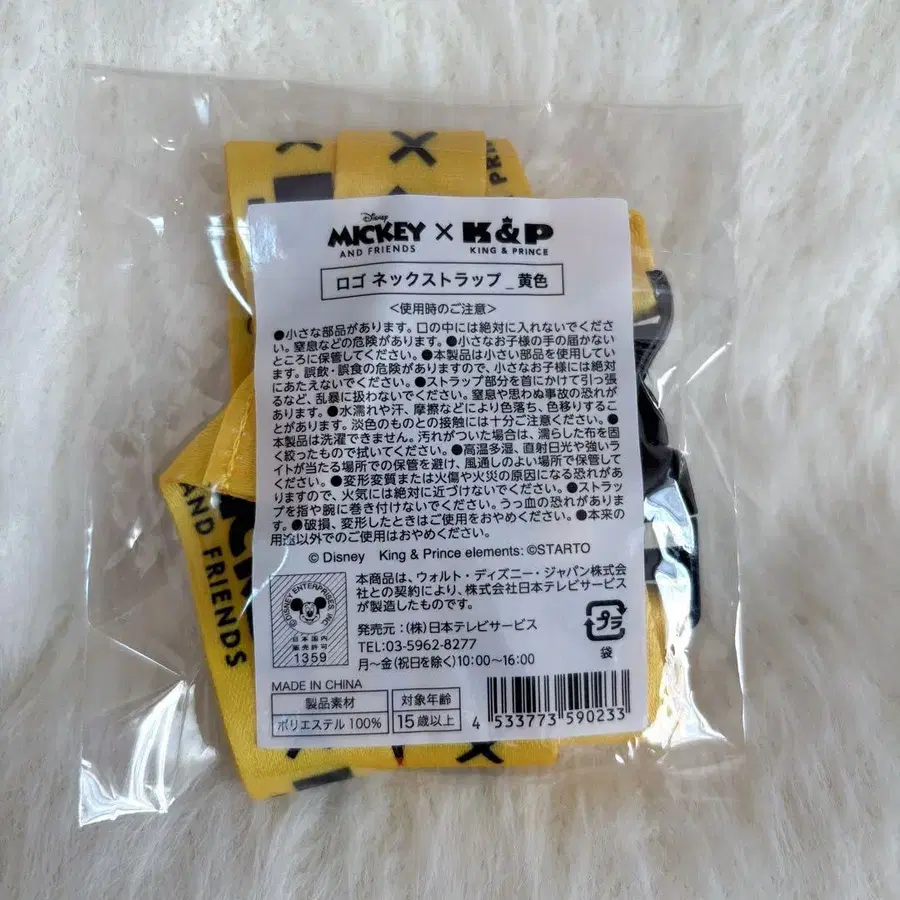 Disney
MICKEY × K&P
AND FRIENDS KING & PRINCE
ロゴ ネックストラップ_黄色
<使用時のご注意>
●小さな部品があります。口の中には絶対に入れないでくださ
い。窒息などの危険があります。●小さなお子様の手の届かない
ところに保管してください。●本製品は小さい部品を使用してい
ます。誤飲・誤食の危険がありますので、小さなお子様には絶対
にあたえないでください。●ストラップ部分を首にかけて引っ張
るなど、乱暴に扱わないでください。窒息や思わぬ事故の恐れが
あります。●水濡れや汗、摩擦などにより色落ち、色移りするこ
とがあります。淡色のものとの接触には十分ご注意ください。●
本製品は洗濯できません。汚れがついた場合は、濡らした布を固
く絞ったもので拭いてください。●高温多湿、直射日光や強いラ
イトが当たる場所での保管を避け、風通しのよい場所で保管して
ください。●変形変質または火傷や火災の原因になる恐れがあ
りますので、火気には絶対に近づけないでください。●ストラッ
プを指や腕に巻き付けないでください。うっ血の恐れがありま
す。●破損、変形したときはご使用をおやめください。●本来の
用途以外でのご使用はおやめください。
© Disney King & Prince elements: ©STARTO
©DISNEY ENTERPRISES, INC.
日本国内
販売許可
1359
本商品は、ウォルト・ディズニー・ジャパン株式会
社との契約により、株式会社日本テレビサービス
が製造したものです。
発売元:(株)日本テレビサービス
TEL:03-5962-8277
月〜金(祝日を除く)10:00〜16:00
プラ
袋
MADE IN CHINA
製品素材
ポリエステル 100%
対象年齢
15歳以上
4 533773 590233
AND FRIENDS